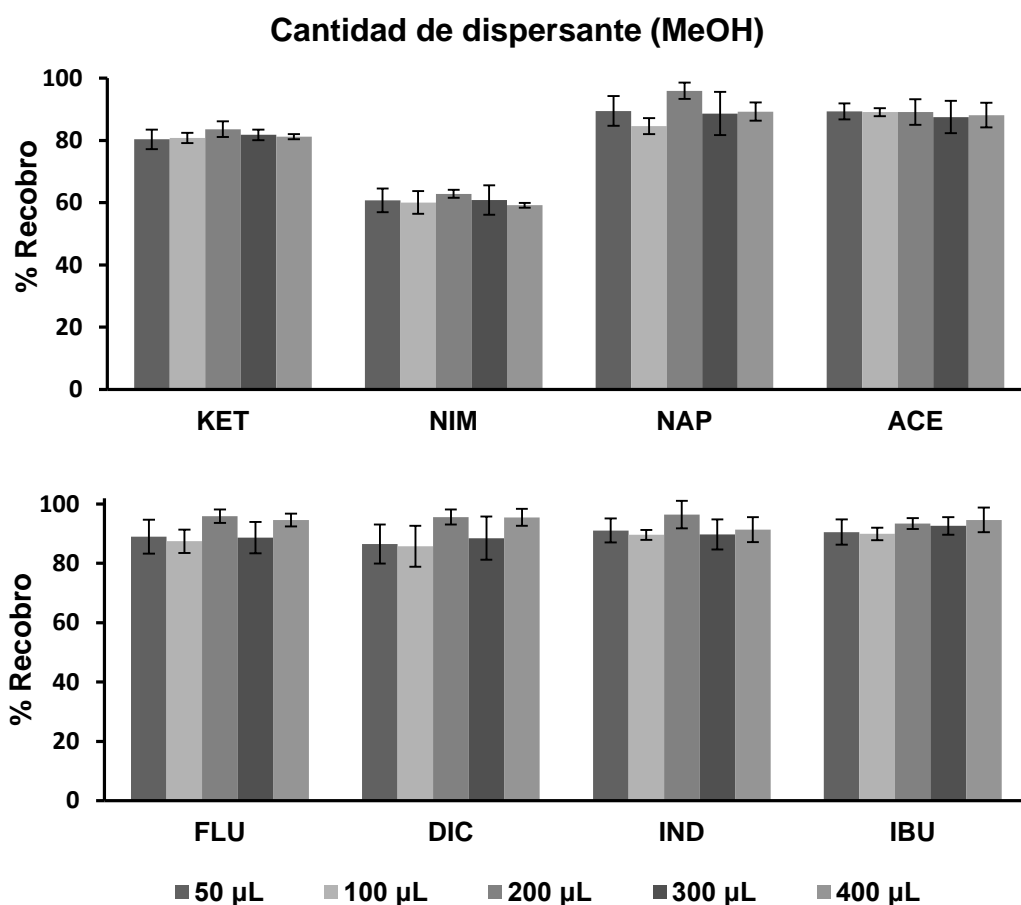 Cantidad de dispersante (MeOH)
% Recobro
100
80
60
40
20
0
KET NIM NAP ACE
% Recobro
100
80
60
40
20
0
FLU DIC IND IBU
50 µL 100 µL 200 µL 300 µL 400 µL